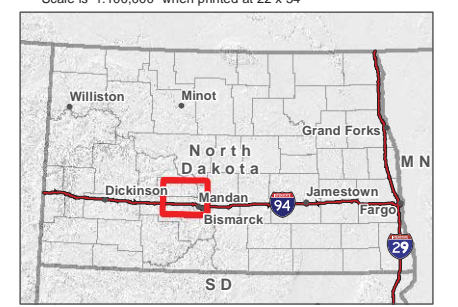 Scale is 1:100,000 when printed at 22 x 34
Williston
Minot
Grand Forks
North
Dakota
MN
Dickinson
Mandan
Jamestown
94
Bismarck
Fargo
29
SD